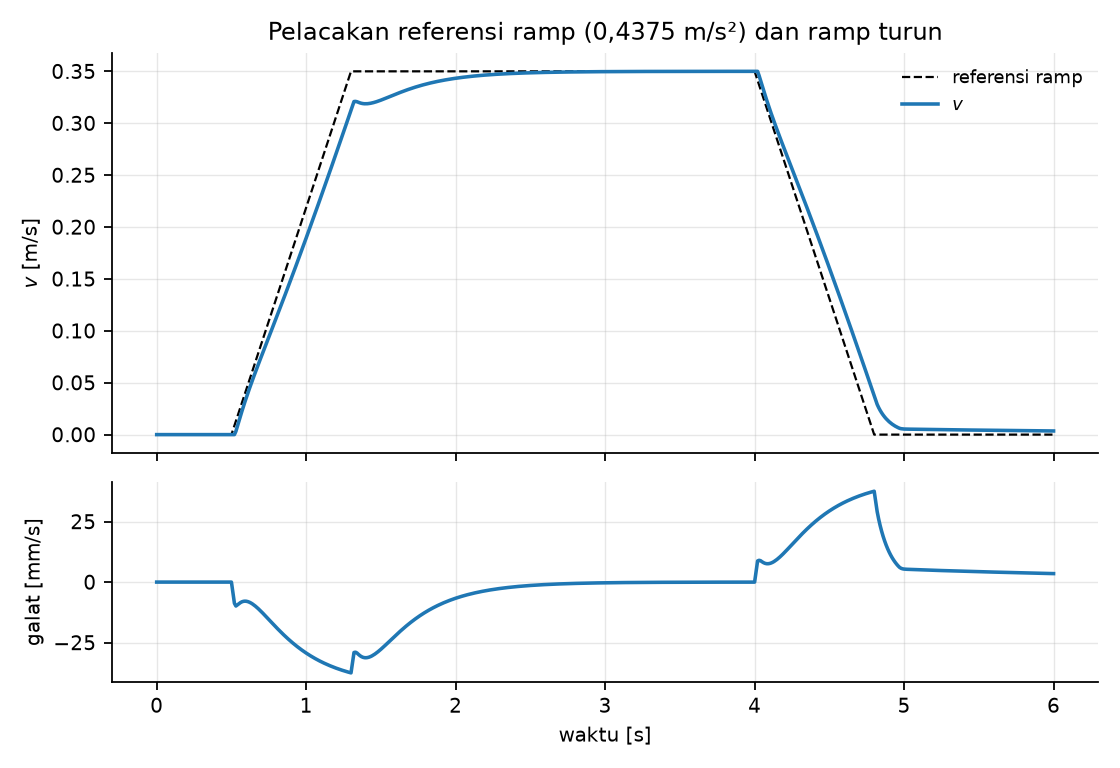 Pelacakan referensi ramp (0,4375 m/s²) dan ramp turun
referensi ramp
v
v [m/s]
0.35
0.30
0.25
0.20
0.15
0.10
0.05
0.00
galat [mm/s]
25
0
−25
0 1 2 3 4 5 6
waktu [s]